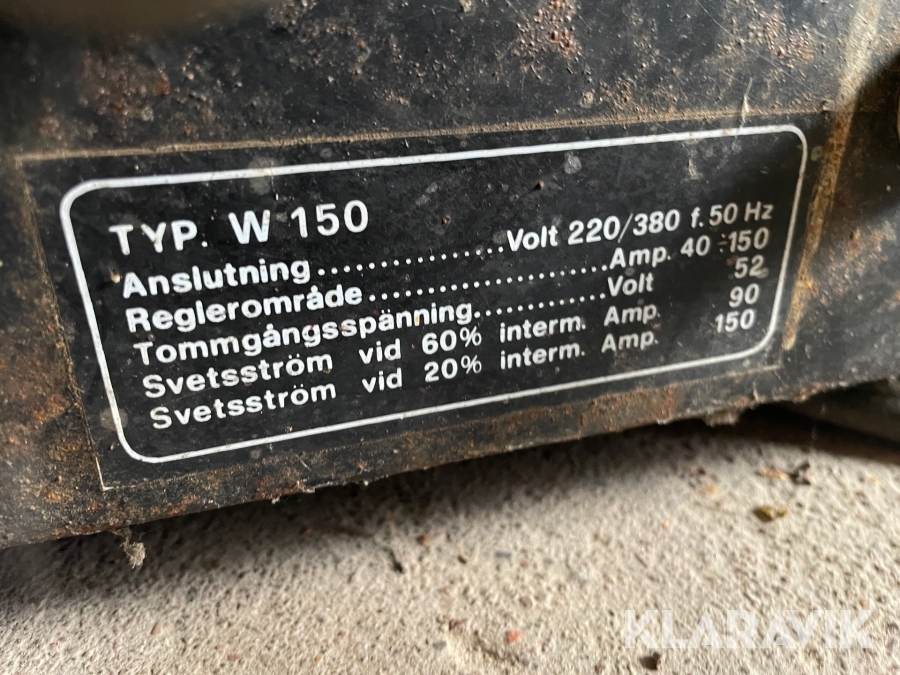 TYP. W 150
Anslutning................Volt 220/380 f. 50 Hz
Reglerområde....................Amp. 40 ÷ 150
Tommgångsspänning...........Volt 52
Svetsström vid 60% interm. Amp. 90
Svetsström vid 20% interm. Amp. 150
KLARAVIK